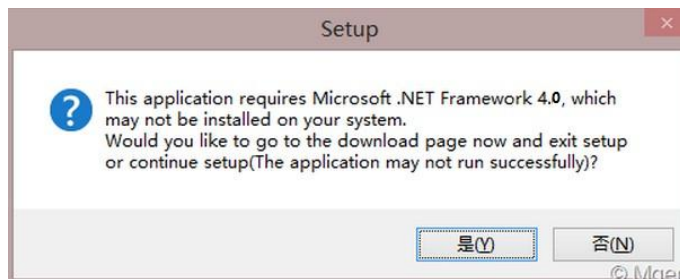 Setup
This application requires Microsoft .NET Framework 4.0, which
may not be installed on your system.
Would you like to go to the download page now and exit setup
or continue setup(The application may not run successfully)?
是(Y)
否(N)